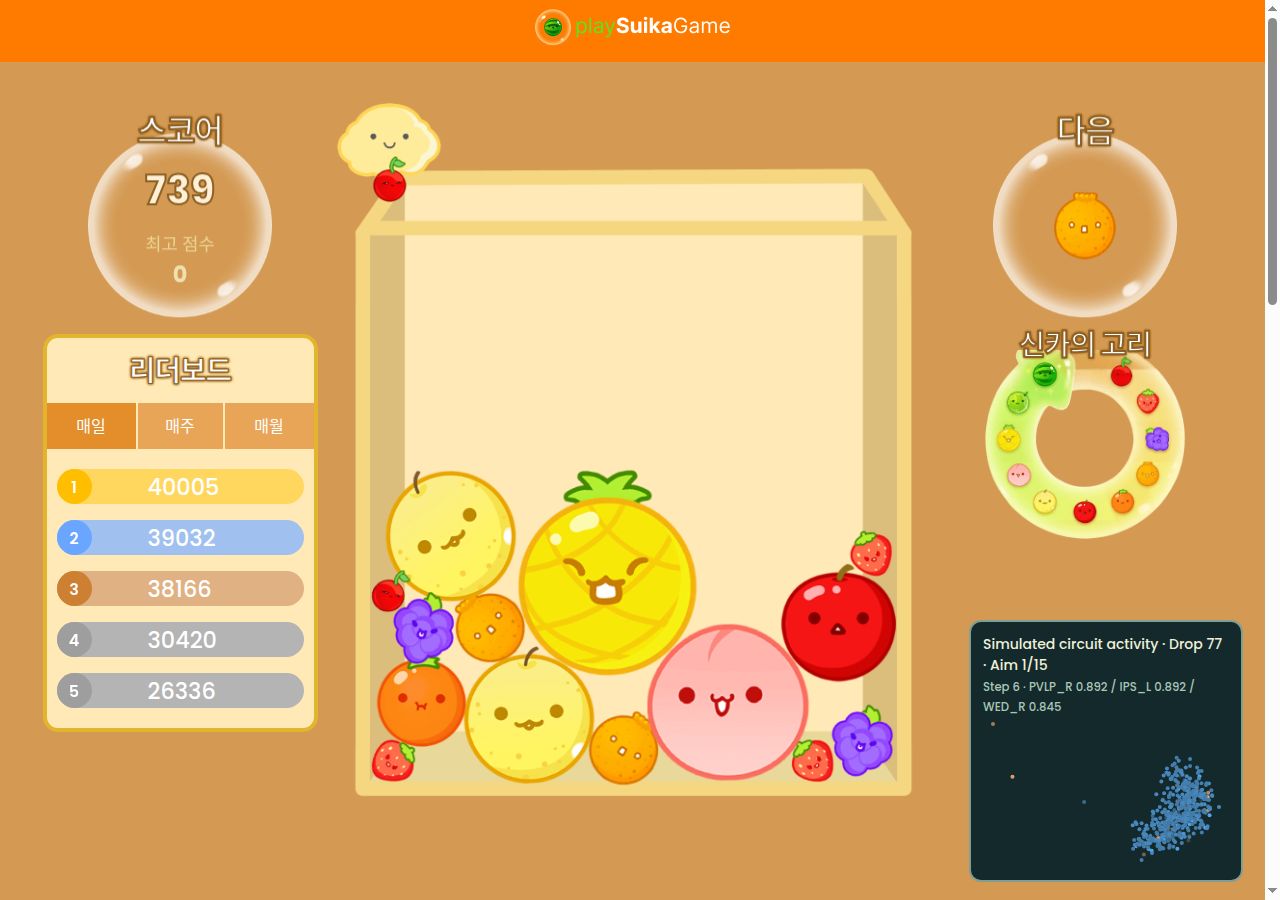 playSuikaGame
스코어
739
최고 점수
0
다음
리더보드
매일 매주 매월
1 40005
2 39032
3 38166
4 30420
5 26336
신카의 고리
Simulated circuit activity · Drop 77
· Aim 1/15
Step 6 · PVLP_R 0.892 / IPS_L 0.892 /
WED_R 0.845